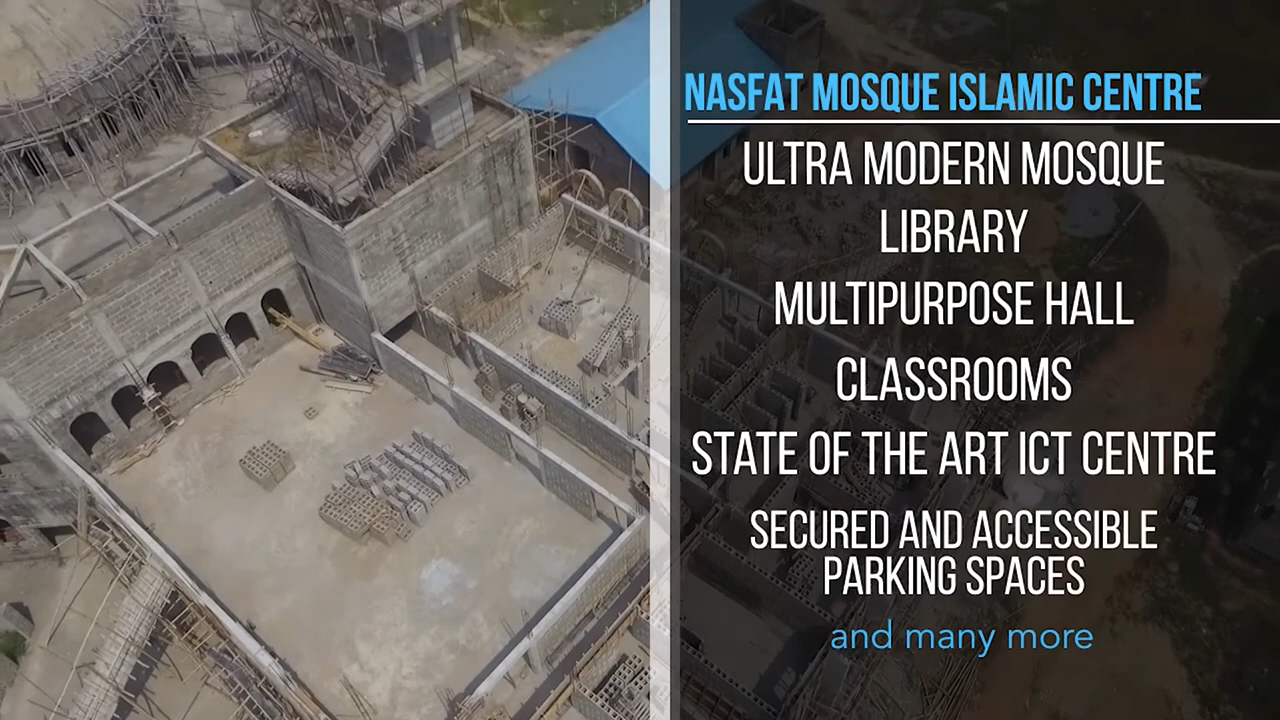 NASFAT MOSQUE ISLAMIC CENTRE
ULTRA MODERN MOSQUE
LIBRARY
MULTIPURPOSE HALL
CLASSROOMS
STATE OF THE ART ICT CENTRE
SECURED AND ACCESSIBLE
PARKING SPACES
and many more